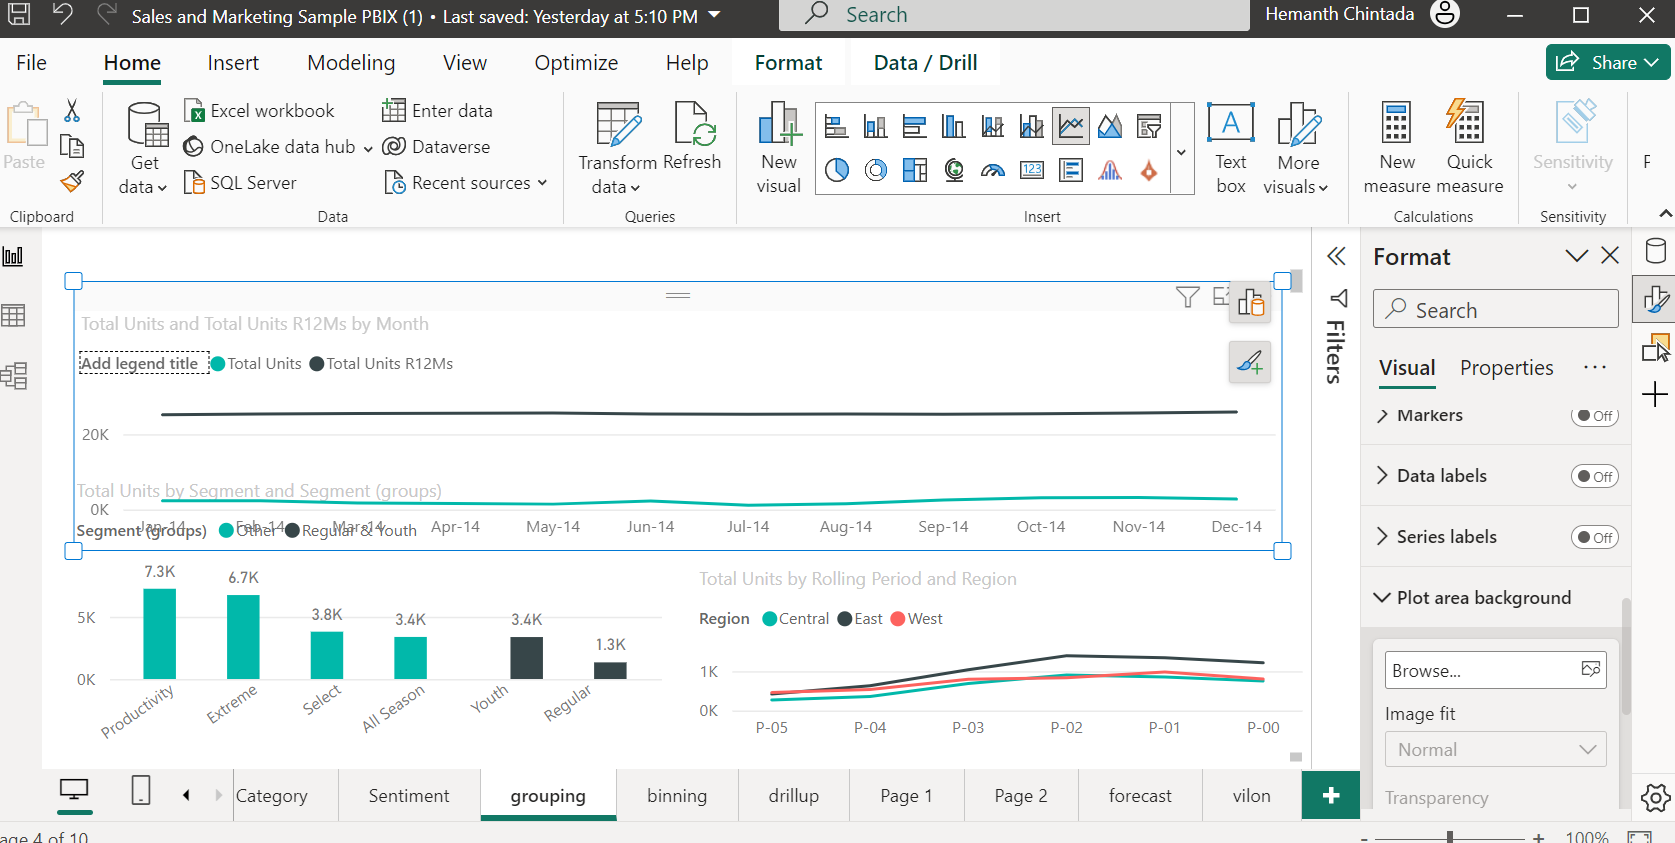 Sales and Marketing Sample PBIX (1) • Last saved: Yesterday at 5:10 PM
Search
Hemanth Chintada
File
Home
Insert
Modeling
View
Optimize
Help
Format
Data / Drill
Share
Paste
Clipboard
Get data
Excel workbook
OneLake data hub
SQL Server
Enter data
Dataverse
Recent sources
Data
Transform data
Refresh
Queries
New visual
123
A
Text box
More visuals
Insert
New measure
Quick measure
Calculations
Sensitivity
Sensitivity
Total Units and Total Units R12Ms by Month
Add legend title Total Units Total Units R12Ms
20K
0K
Jan-14 Feb-14 Mar-14 Apr-14 May-14 Jun-14 Jul-14 Aug-14 Sep-14 Oct-14 Nov-14 Dec-14
Total Units by Segment and Segment (groups)
Segment (groups) Other Regular & Youth
7.3K 6.7K 3.8K 3.4K 3.4K 1.3K
5K
0K
Productivity Extreme Select All Season Youth Regular
Total Units by Rolling Period and Region
Region Central East West
1K
0K
P-05 P-04 P-03 P-02 P-01 P-00
Filters
Format
Search
Visual Properties
Markers Off
Data labels Off
Series labels Off
Plot area background
Browse...
Image fit
Normal
Transparency
Category
Sentiment
grouping
binning
drillup
Page 1
Page 2
forecast
vilon
age 4 of 10
100%